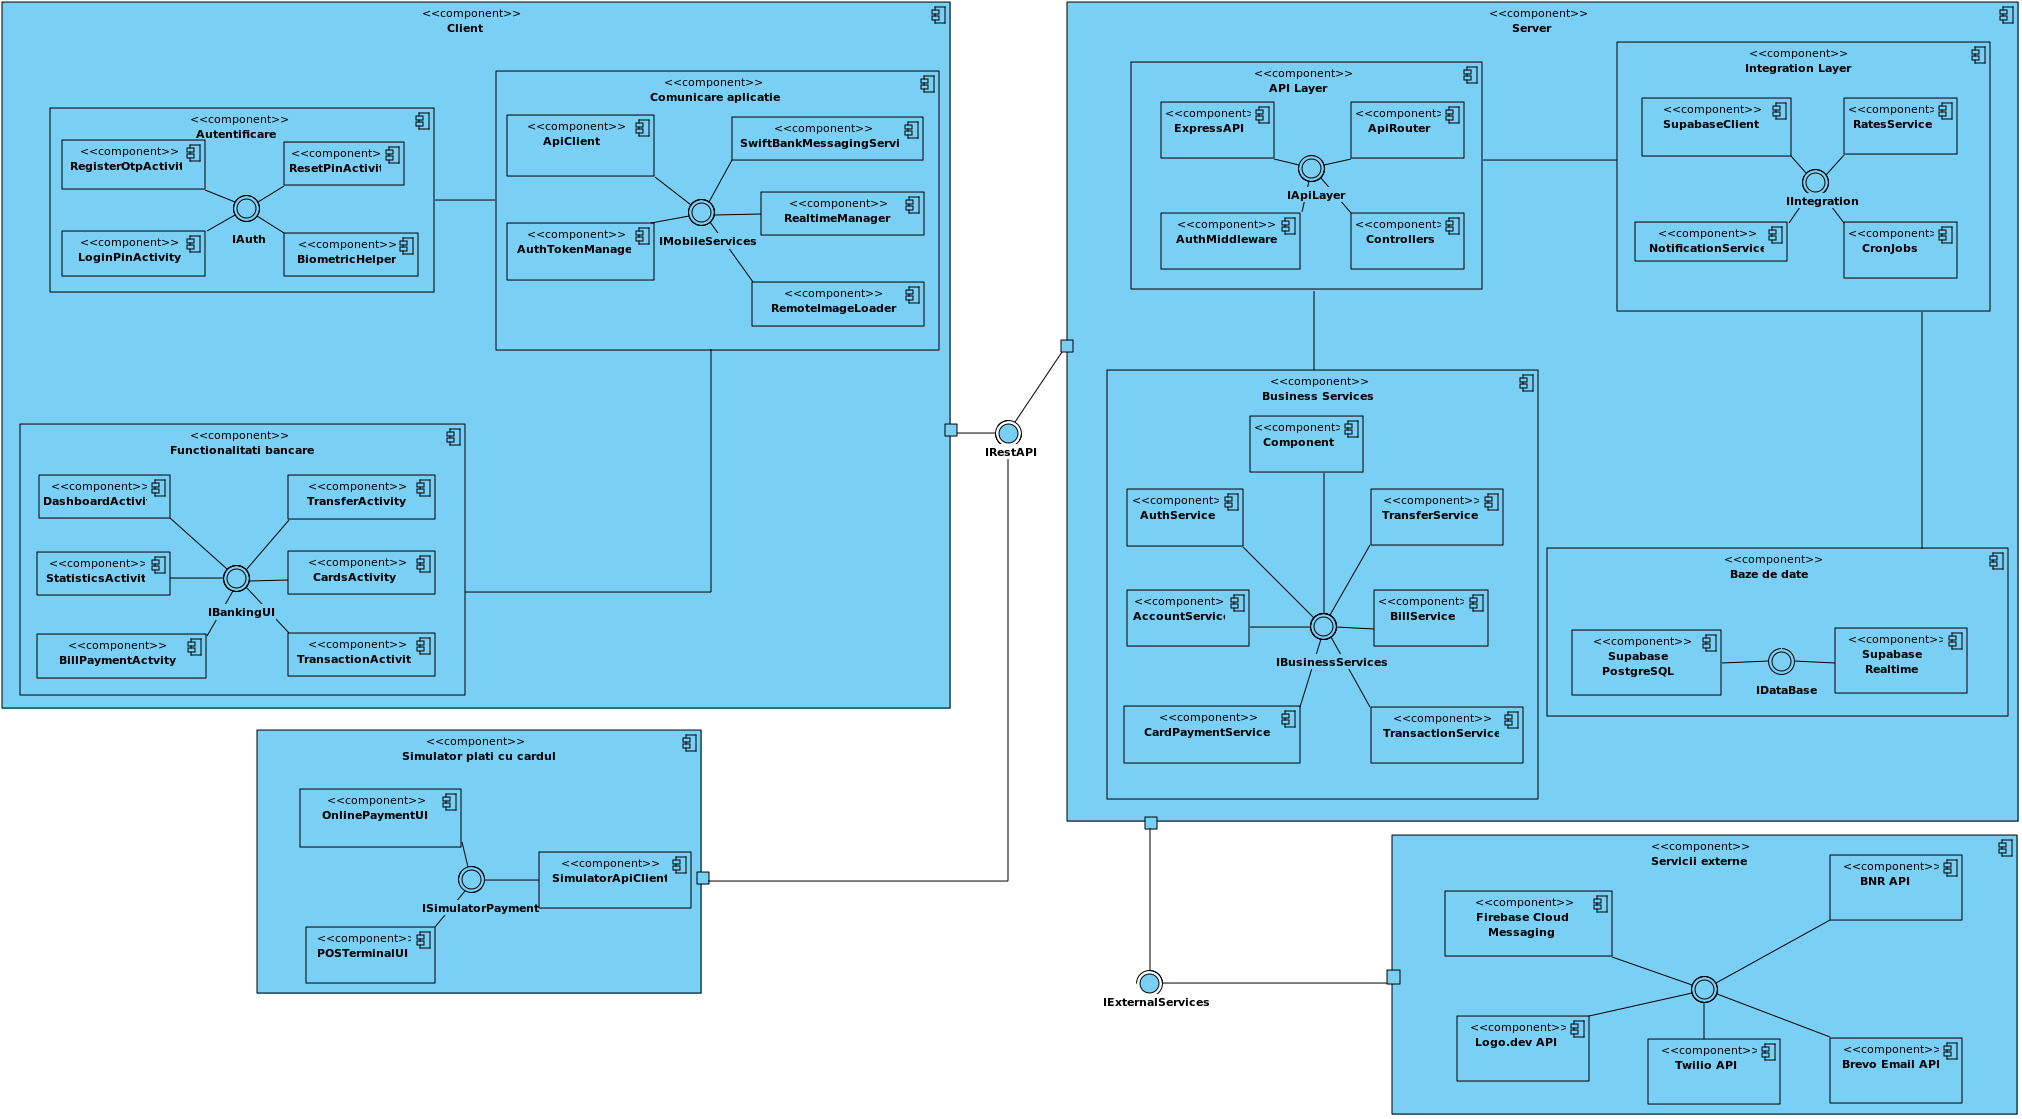 <<component>>
Client
<<component>>
Autentificare
<<component>>
RegisterOtpActivit
<<component>
ResetPinActivit
IAuth
<<component>>
LoginPinActivity
<<component>>
BiometricHelper
<<component>>
Comunicare aplicatie
<<component>>
ApiClient
<<component>>
SwiftBankMessagingServi
<<component>>
RealtimeManager
<<component>>
AuthTokenManage
IMobileServices
<<component>>
RemoteImageLoader
<<component>>
Functionalitati bancare
<<component>>
DashboardActivi
<<component>>
TransferActivity
<<component>>
StatisticsActivit
<<component>>
CardsActivity
IBankingUI
<<component>>
BillPaymentActvity
<<component>>
TransactionActivit
IRestAPI
<<component>>
Simulator plati cu cardul
<<component>>
OnlinePaymentUI
<<component>>
SimulatorApiClient
ISimulatorPayment
<<component>>
POSTerminalUI
<<component>>
Server
<<component>>
API Layer
<<component>
ExpressAPI
<<component>
ApiRouter
IApiLayer
<<component>>
AuthMiddleware
<<component>
Controllers
<<component>>
Integration Layer
<<component>>
SupabaseClient
<<component>
RatesService
IIntegration
<<component>>
NotificationService
<<component>
CronJobs
<<component>>
Business Services
<<component>
Component
<<component>
AuthService
<<component>>
TransferService
<<component>
AccountService
<<component>
BillService
IBusinessServices
<<component>>
CardPaymentService
<<component>>
TransactionService
<<component>>
Baze de date
<<component>>
Supabase
PostgreSQL
<<component>>
Supabase
Realtime
IDataBase
IExternalServices
<<component>>
Servicii externe
<<component>>
BNR API
<<component>>
Firebase Cloud
Messaging
<<component>>
Logo.dev API
<<component>>
Twilio API
<<component>>
Brevo Email API